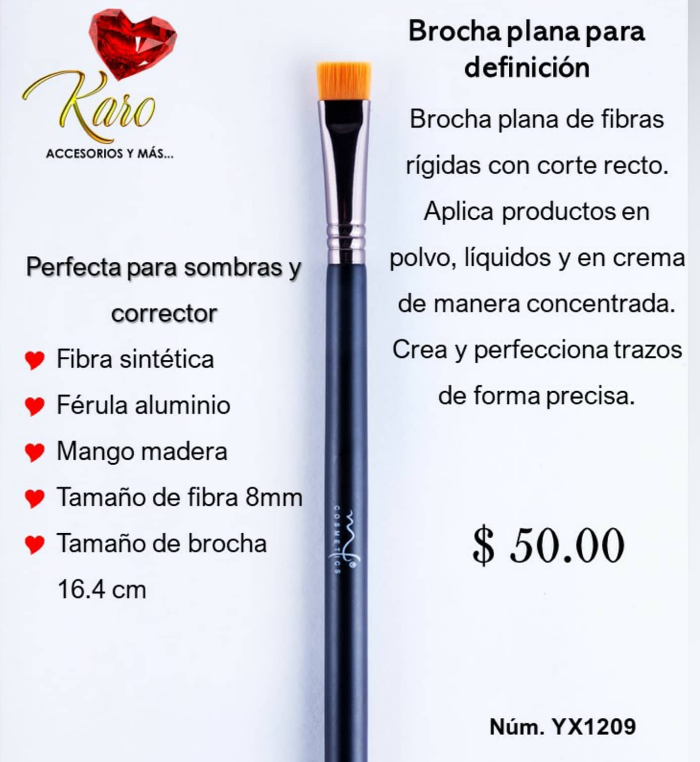 Karo
ACCESORIOS Y MÁS...
Brocha plana para
definición
Brocha plana de fibras
rígidas con corte recto.
Aplica productos en
polvo, líquidos y en crema
de manera concentrada.
Crea y perfecciona trazos
de forma precisa.
Perfecta para sombras y
corrector
Fibra sintética
Férula aluminio
Mango madera
Tamaño de fibra 8mm
Tamaño de brocha
16.4 cm
COSMETICS
$ 50.00
Núm. YX1209